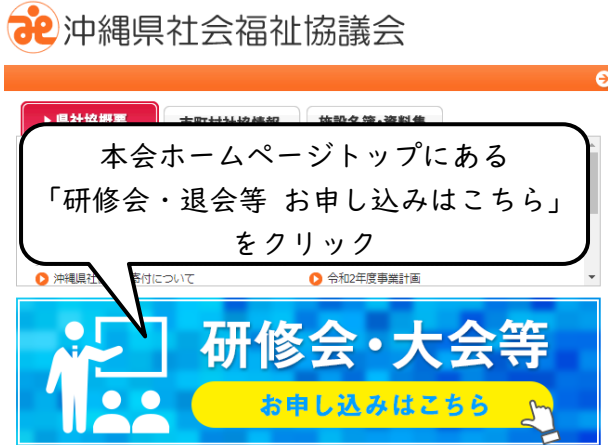 沖縄県社会福祉協議会
県社協概要
市町村社協情報
施設名簿・資料集
本会ホームページトップにある
「研修会・退会等 お申し込みはこちら」
をクリック
沖縄県社 寄付について
令和2年度事業計画
研修会・大会等
お申し込みはこちら